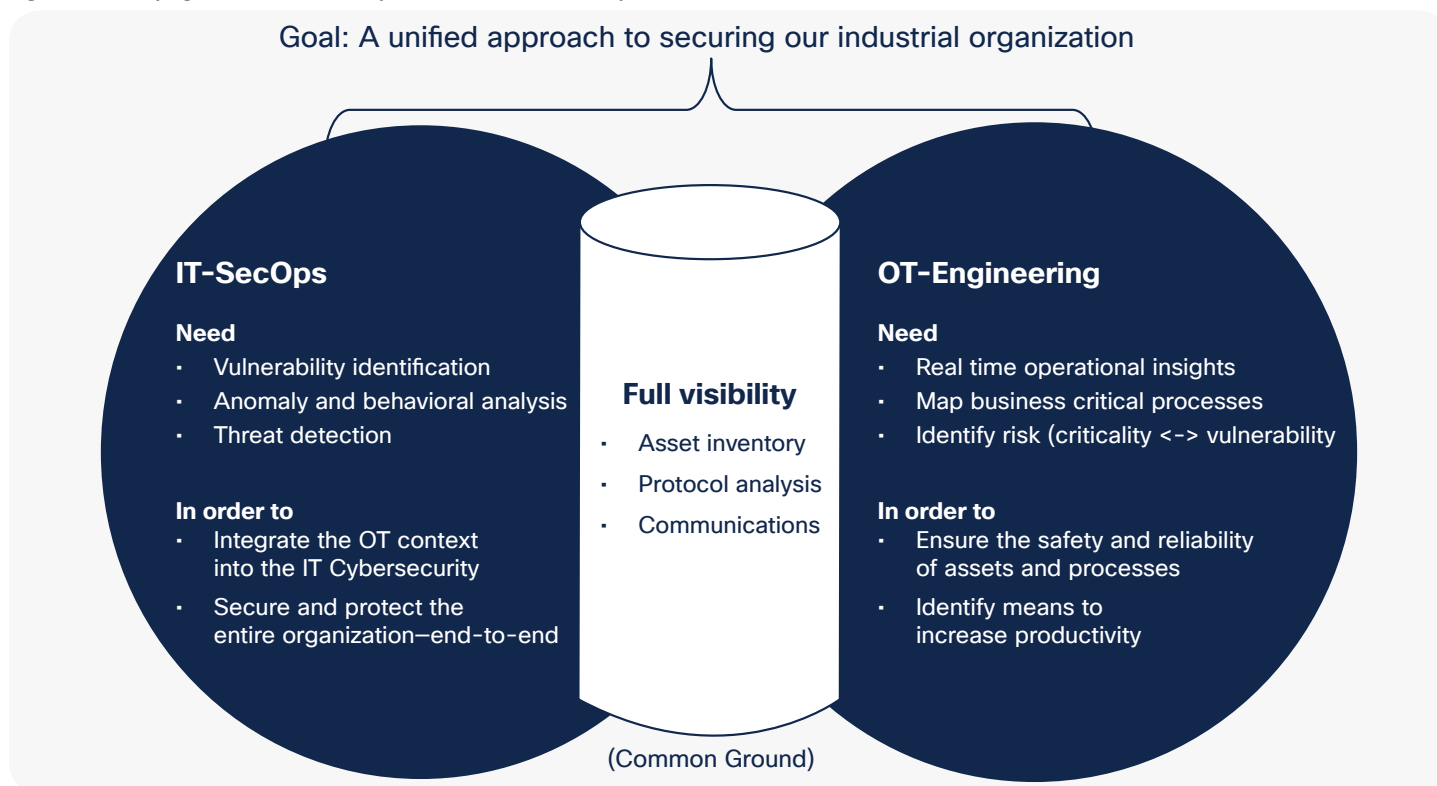 Goal: A unified approach to securing our industrial organization
IT-SecOps
Need
· Vulnerability identification
· Anomaly and behavioral analysis
· Threat detection
In order to
· Integrate the OT context
into the IT Cybersecurity
· Secure and protect the
entire organization—end-to-end
Full visibility
· Asset inventory
· Protocol analysis
· Communications
(Common Ground)
OT-Engineering
Need
· Real time operational insights
· Map business critical processes
· Identify risk (criticality <-> vulnerability
In order to
· Ensure the safety and reliability
of assets and processes
· Identify means to
increase productivity